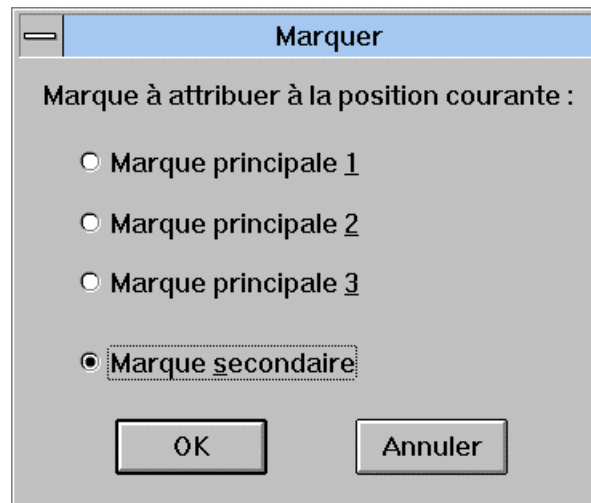 Marquer
Marque à attribuer à la position courante :
Marque principale 1
Marque principale 2
Marque principale 3
Marque secondaire
OK
Annuler